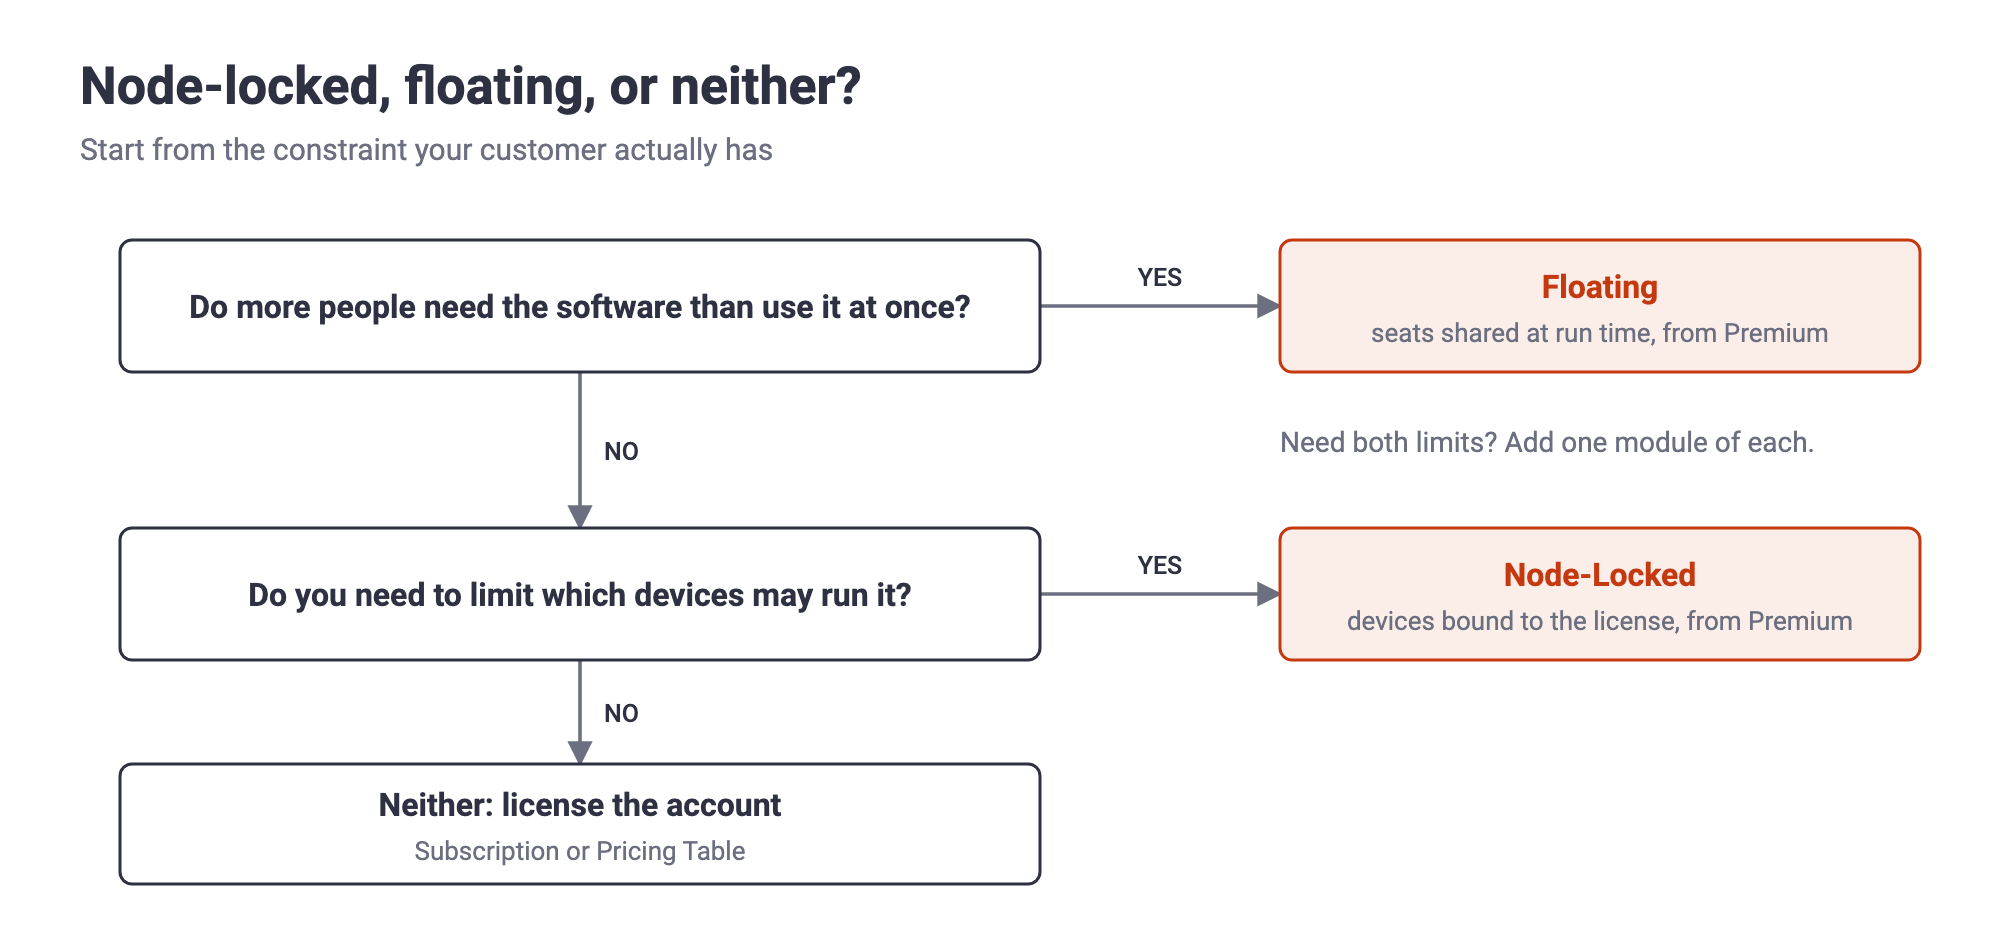 Node-locked, floating, or neither?
Start from the constraint your customer actually has
Do more people need the software than use it at once?
YES
Floating
seats shared at run time, from Premium
NO
Need both limits? Add one module of each.
Do you need to limit which devices may run it?
YES
Node-Locked
devices bound to the license, from Premium
NO
Neither: license the account
Subscription or Pricing Table